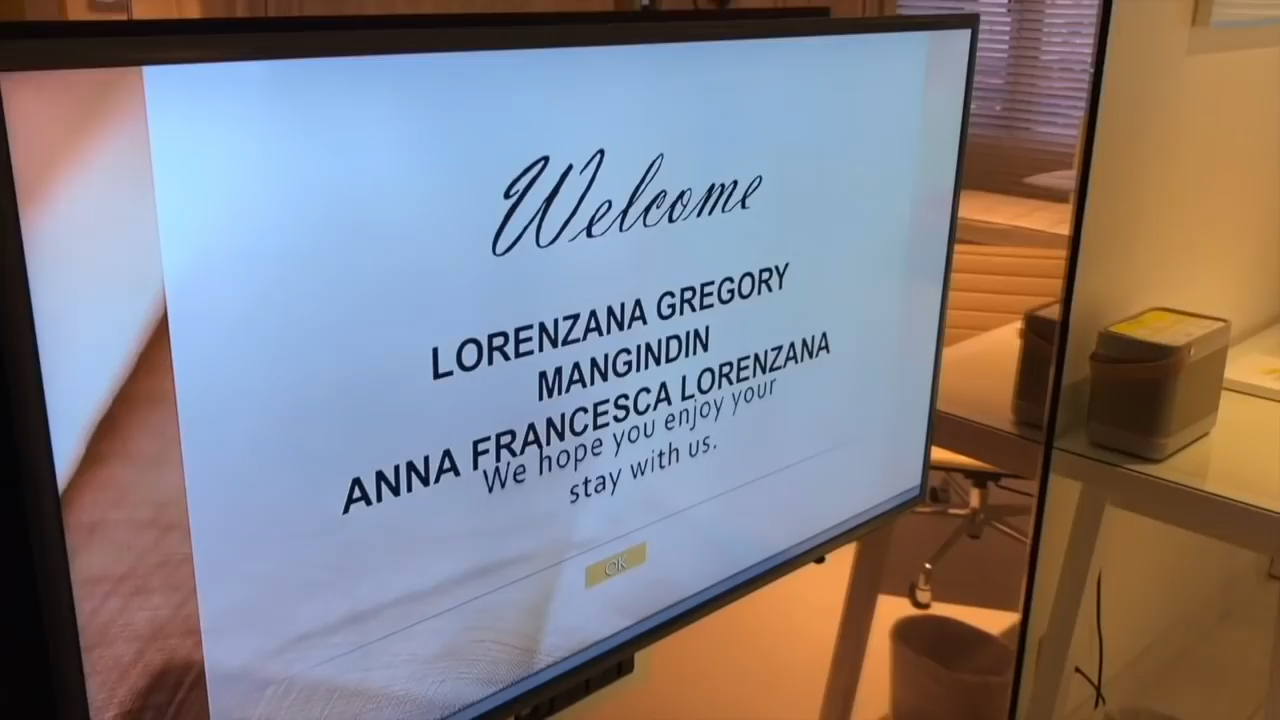 Welcome
LORENZANA GREGORY
MANGINDIN
ANNA FRANCESCA LORENZANA
We hope you enjoy your
stay with us.
OK